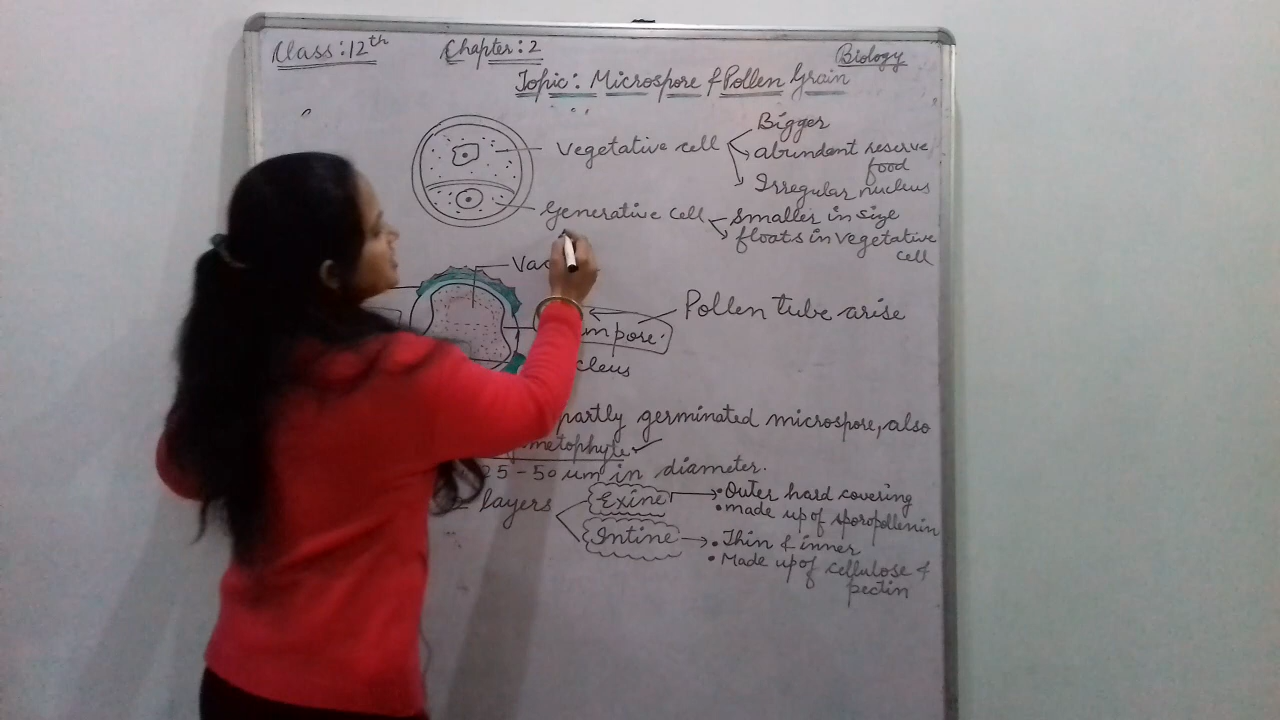 Class:12th
Chapter:2
Biology
Topic: Microspore & Pollen Grain
Vegetative cell
Bigger
abundent reserve
food
Irregular nucleus
Generative cell
smaller in size
floats in vegetative
cell
Pollen tube arise
pore.
partly germinated microspore, also
25-50 um in diameter.
layers
Exine
• Outer hard covering
• made up of sporopollenin
Intine
• Thin & inner
• Made up of cellulose &
pectin